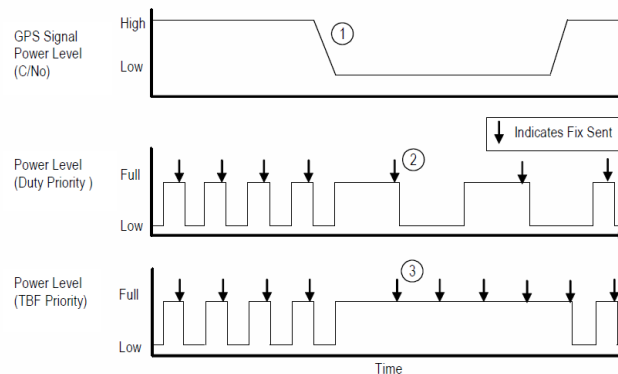 GPS Signal
Power Level
(C/No)
High
Low
1
Indicates Fix Sent
Power Level
(Duty Priority )
Full
Low
2
Power Level
(TBF Priority)
Full
Low
3
Time